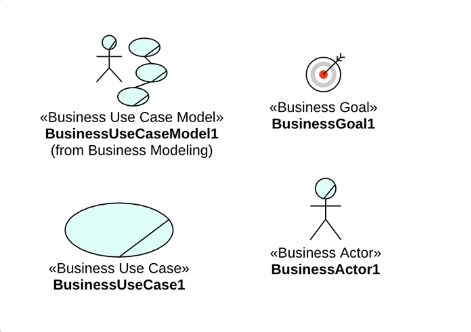 «Business Use Case Model»
BusinessUseCaseModel1
(from Business Modeling)
«Business Goal»
BusinessGoal1
«Business Use Case»
BusinessUseCase1
«Business Actor»
BusinessActor1